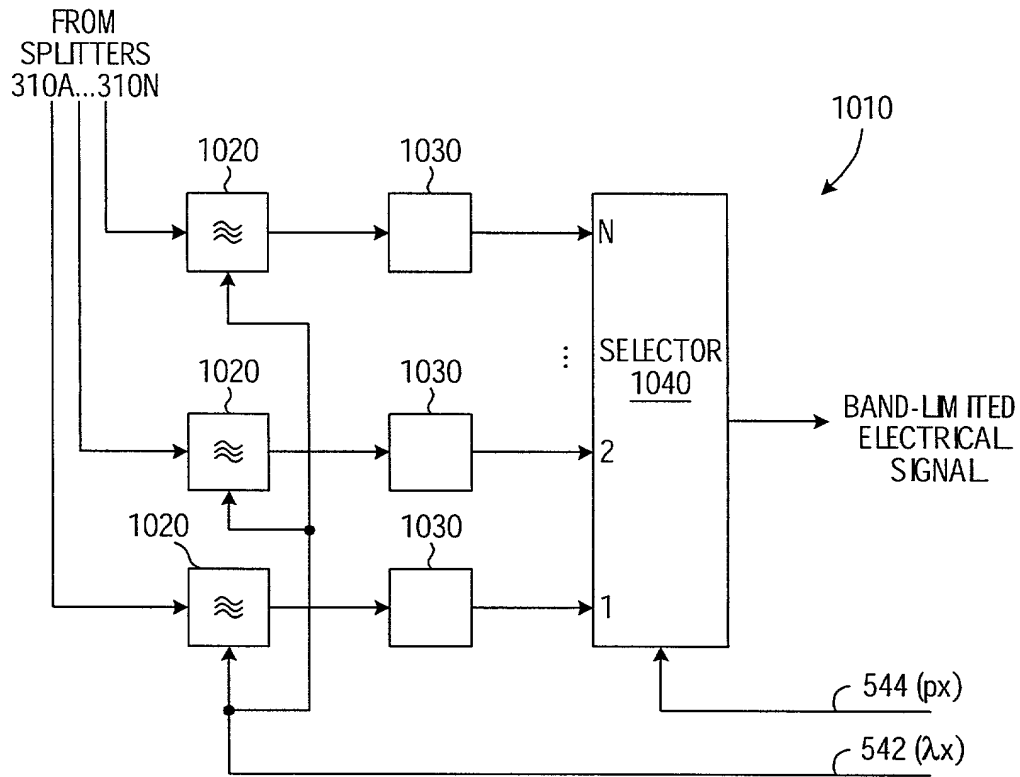 FROM
SPLITTERS
310A...310N
1010
1020
1030
N
SELECTOR
1040
1020
1030
2
BAND-LIMITED
ELECTRICAL
SIGNAL
1020
1030
1
544 (px)
542 (λx)